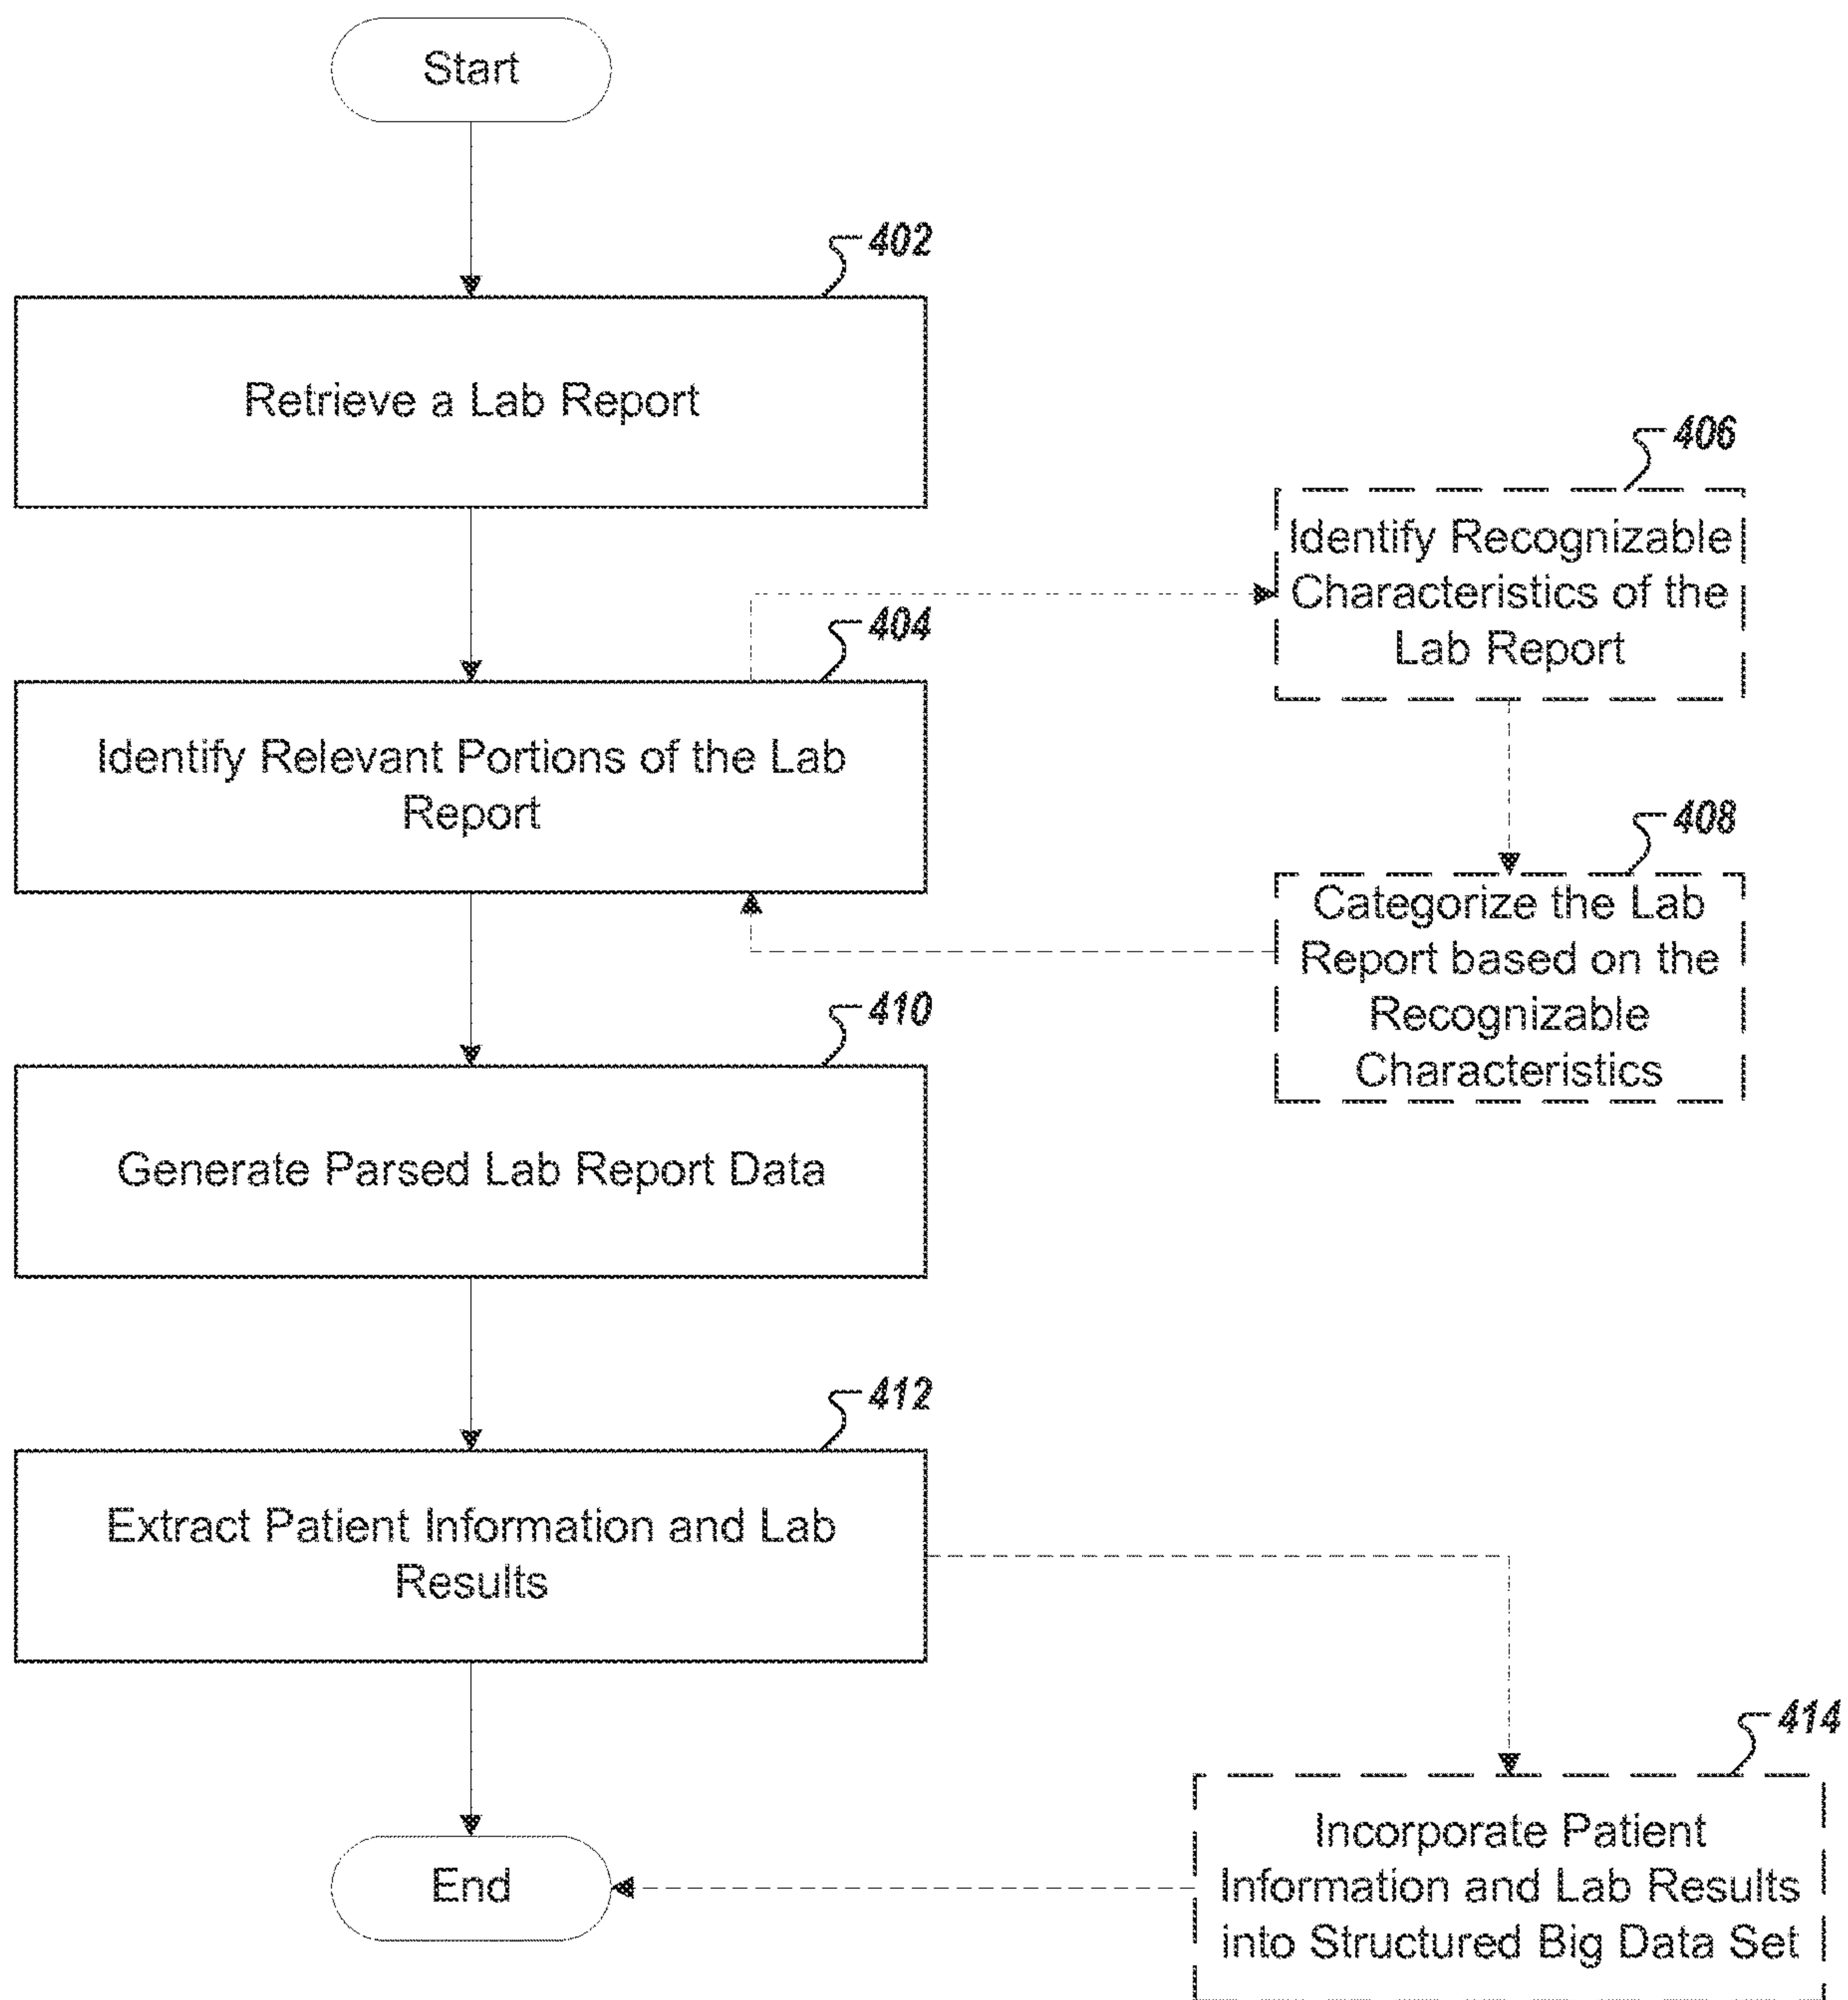 Start
402
Retrieve a Lab Report
406
Identify Recognizable
Characteristics of the
Lab Report
404
Identify Relevant Portions of the Lab
Report
408
Categorize the Lab
Report based on the
Recognizable
Characteristics
410
Generate Parsed Lab Report Data
412
Extract Patient Information and Lab
Results
414
Incorporate Patient
Information and Lab Results
into Structured Big Data Set
End